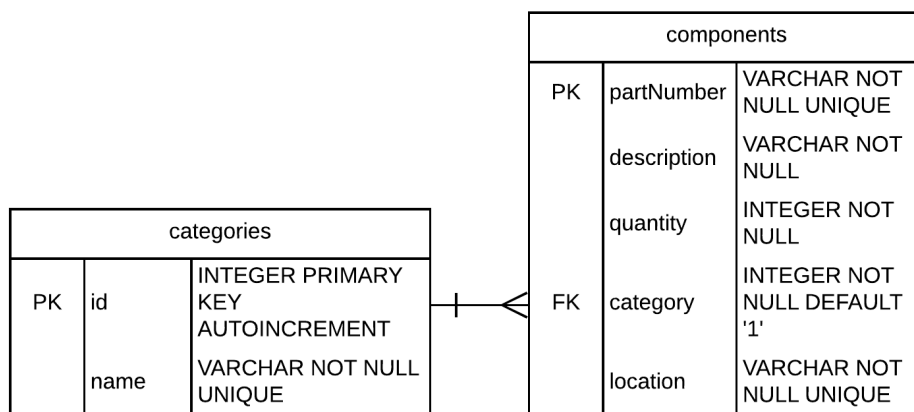 components
PK partNumber VARCHAR NOT
NULL UNIQUE
description VARCHAR NOT
NULL
quantity INTEGER NOT
NULL
FK category INTEGER NOT
NULL DEFAULT
'1'
location VARCHAR NOT
NULL UNIQUE
categories
PK id INTEGER PRIMARY
KEY
AUTOINCREMENT
name VARCHAR NOT NULL
UNIQUE